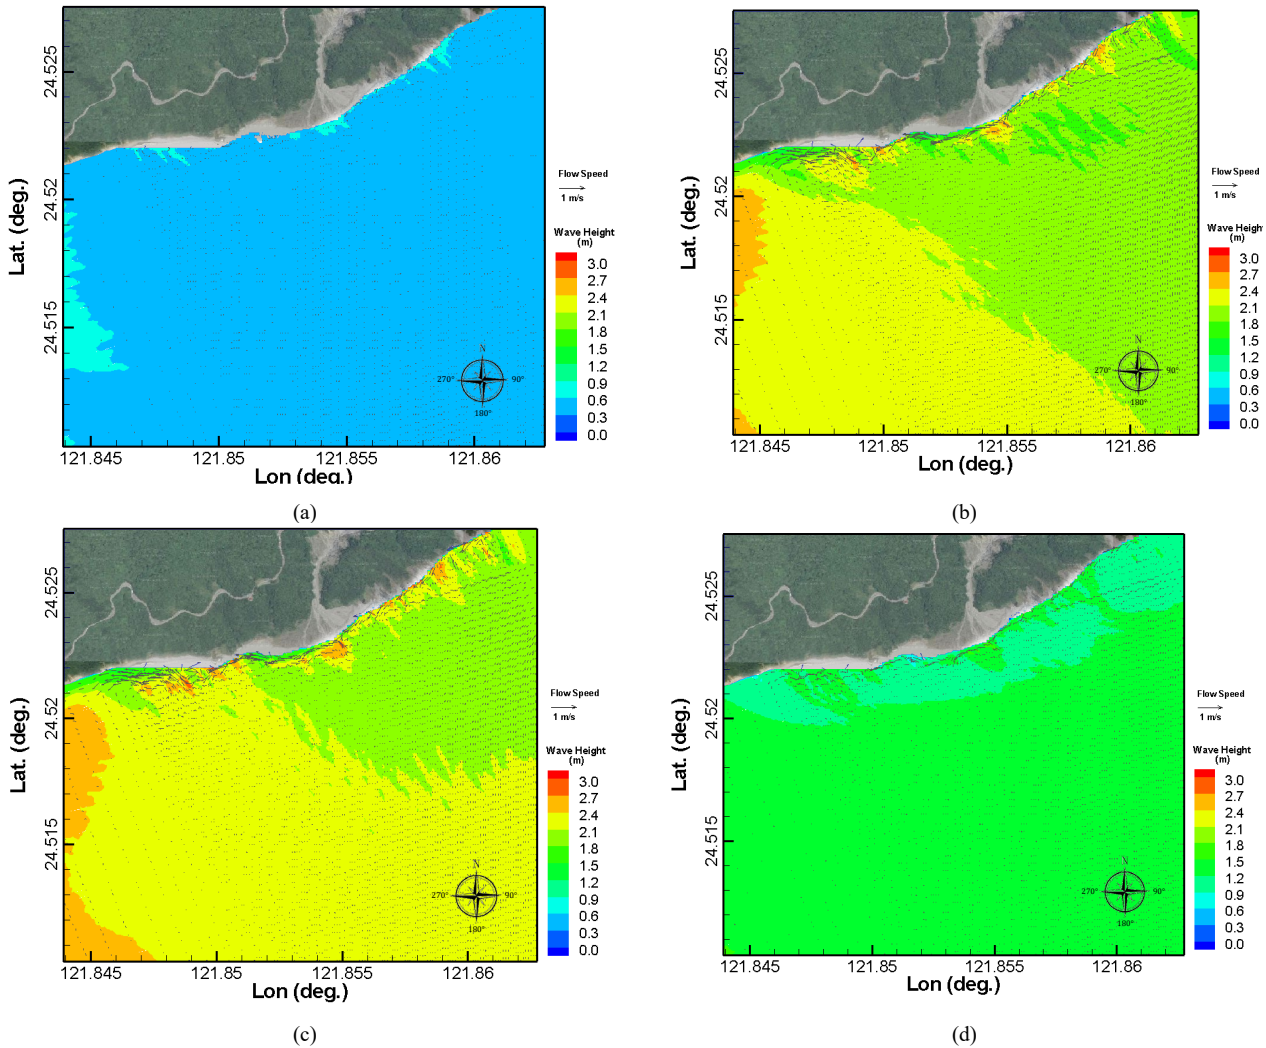 24.525
24.52
24.515
Lat. (deg.)
121.845
121.85
121.855
121.86
Lon (deg.)
Flow Speed
1 m/s
Wave Height
(m)
3.0
2.7
2.4
2.1
1.8
1.5
1.2
0.9
0.6
0.3
0.0
N
270°
90°
180°
(a)
24.525
24.52
24.515
Lat. (deg.)
121.845
121.85
121.855
121.86
Lon (deg.)
Flow Speed
1 m/s
Wave Height
(m)
3.0
2.7
2.4
2.1
1.8
1.5
1.2
0.9
0.6
0.3
0.0
N
270°
90°
180°
(b)
24.525
24.52
24.515
Lat. (deg.)
121.845
121.85
121.855
121.86
Lon (deg.)
Flow Speed
1 m/s
Wave Height
(m)
3.0
2.7
2.4
2.1
1.8
1.5
1.2
0.9
0.6
0.3
0.0
N
270°
90°
180°
(c)
24.525
24.52
24.515
Lat. (deg.)
121.845
121.85
121.855
121.86
Lon (deg.)
Flow Speed
1 m/s
Wave Height
(m)
3.0
2.7
2.4
2.1
1.8
1.5
1.2
0.9
0.6
0.3
0.0
N
270°
90°
180°
(d)